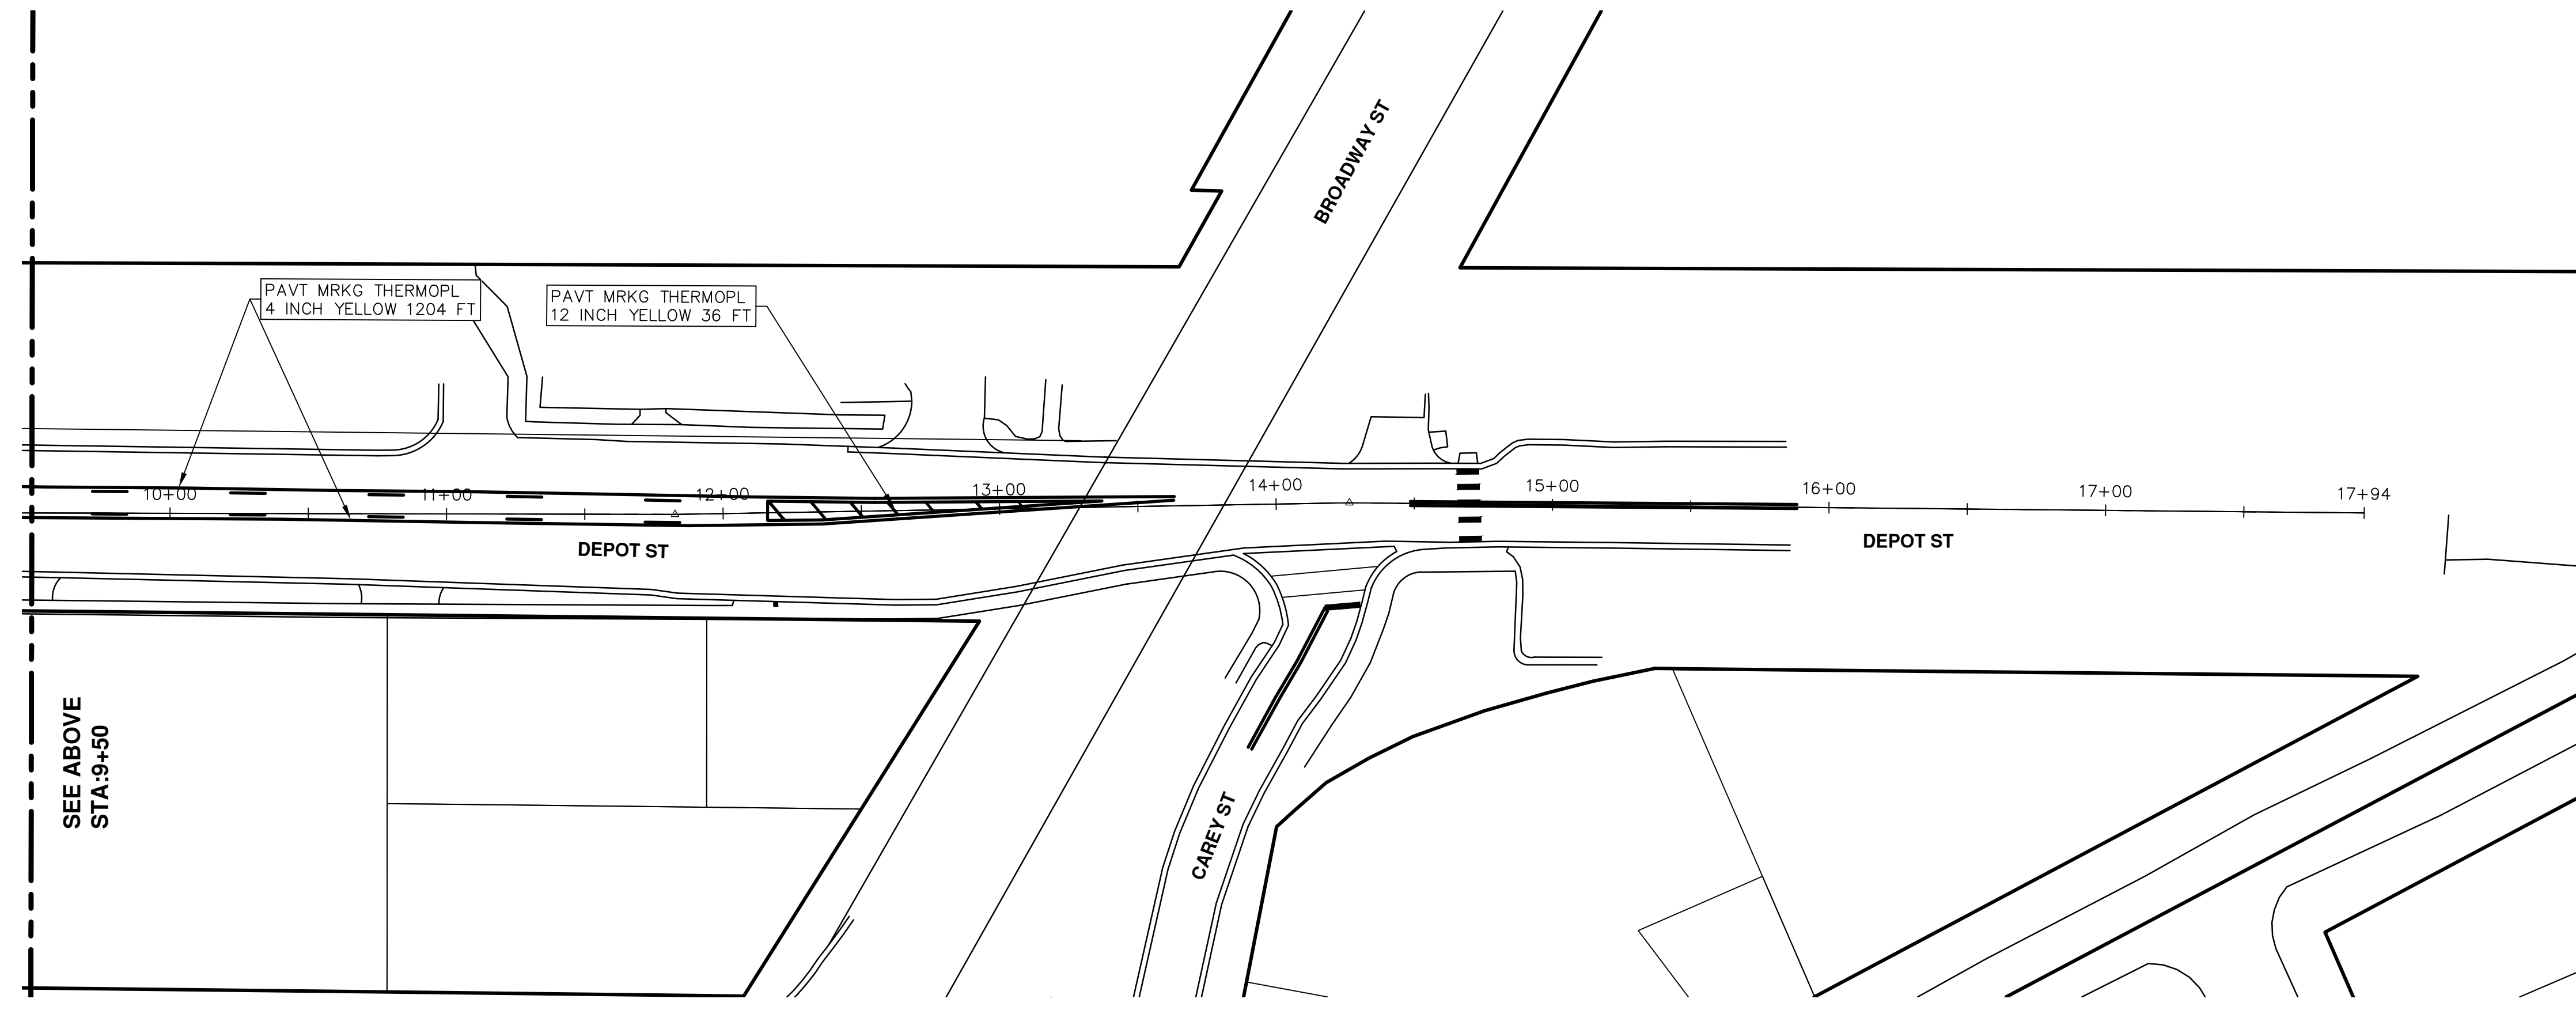 BROADWAY ST
PAVT MRKG THERMOPL
4 INCH YELLOW 1204 FT
PAVT MRKG THERMOPL
12 INCH YELLOW 36 FT
10+00
11+00
12+00
13+00
14+00
15+00
16+00
17+00
17+94
DEPOT ST
DEPOT ST
SEE ABOVE
STA:9+50
CAREY ST